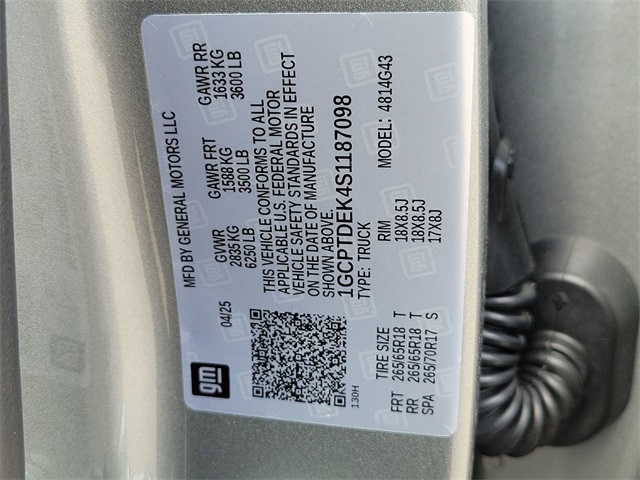 MFD BY GENERAL MOTORS LLC
gm
04/25
GVWR GAWR FRT GAWR RR
2835 KG 1588 KG 1633 KG
6250 LB 3500 LB 3600 LB
THIS VEHICLE CONFORMS TO ALL
APPLICABLE U.S. FEDERAL MOTOR
VEHICLE SAFETY STANDARDS IN EFFECT
ON THE DATE OF MANUFACTURE
SHOWN ABOVE.
1GCPTDEK4S1187098
TYPE: TRUCK MODEL: 4814G43
130H
TIRE SIZE RIM
FRT 265/65R18 T 18X8.5J
RR 265/65R18 T 18X8.5J
SPA 265/70R17 S 17X8J